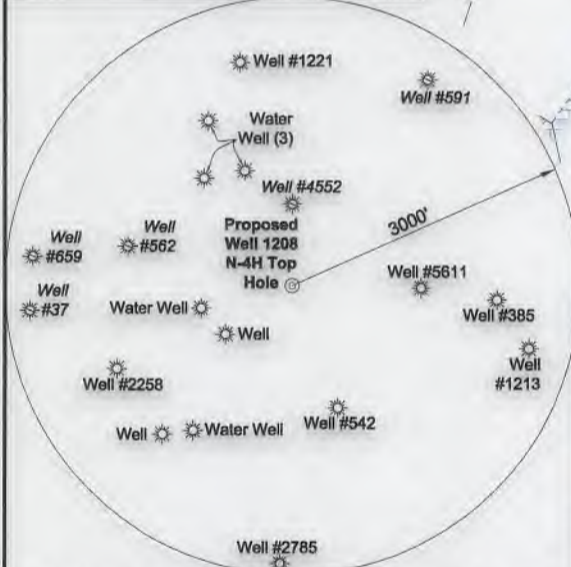 Well #1221
Well #591
Water
Well (3)
Well #4552
Proposed
Well 1208
N-4H Top
Hole
3000'
Well
#562
Well
#659
Well
#37
Water Well
Well
Well #5611
Well #385
Well
#1213
Well #2258
Well #542
Well
Water Well
Well #2785